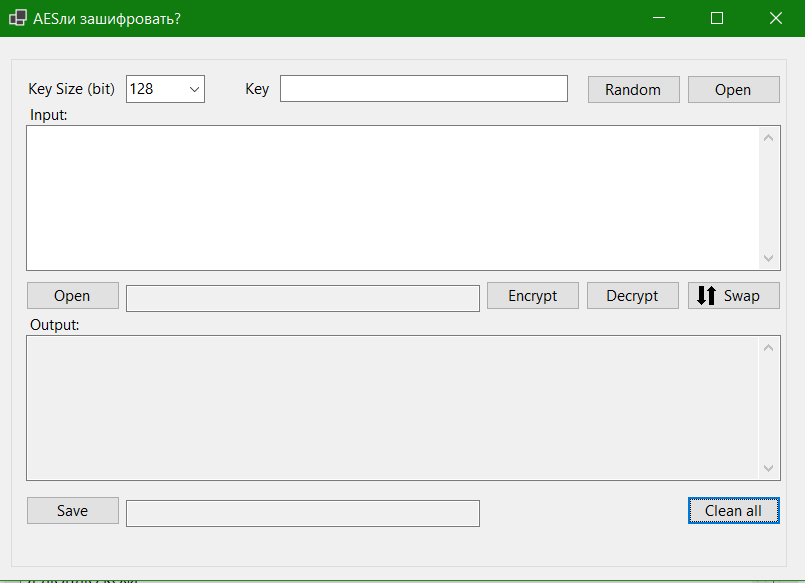 AESли зашифровать?
Key Size (bit) 128 Key Random Open
Input:
Open Encrypt Decrypt Swap
Output:
Save Clean all